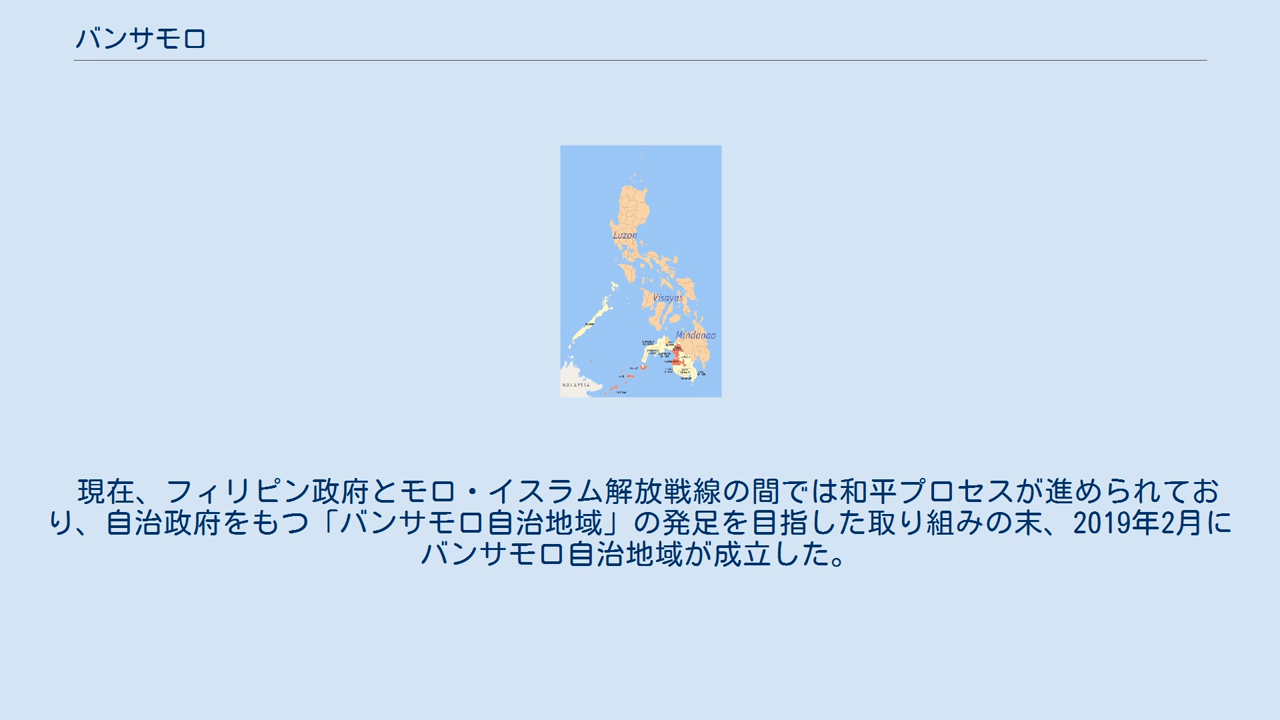 バンサモロ
Luzon
Visayas
Mindanao
MALAYSIA
現在、フィリピン政府とモロ・イスラム解放戦線の間では和平プロセスが進められてお
り、自治政府をもつ「バンサモロ自治地域」の発足を目指した取り組みの末、2019年2月に
バンサモロ自治地域が成立した。